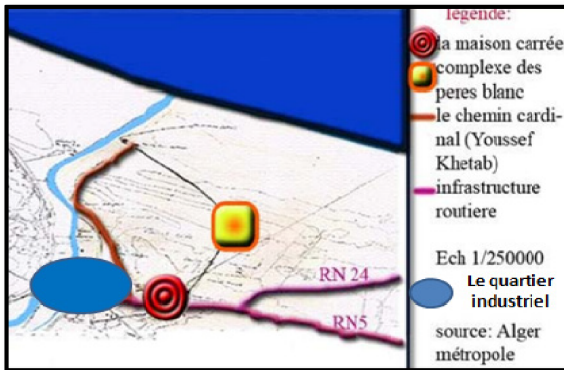 RN 24
RN5
legende:
la maison carrée
complexe des
peres blanc
le chemin cardi-
nal (Youssef
Khetab)
infrastructure
routiere
Ech 1/250000
Le quartier
industriel
source: Alger
métropole